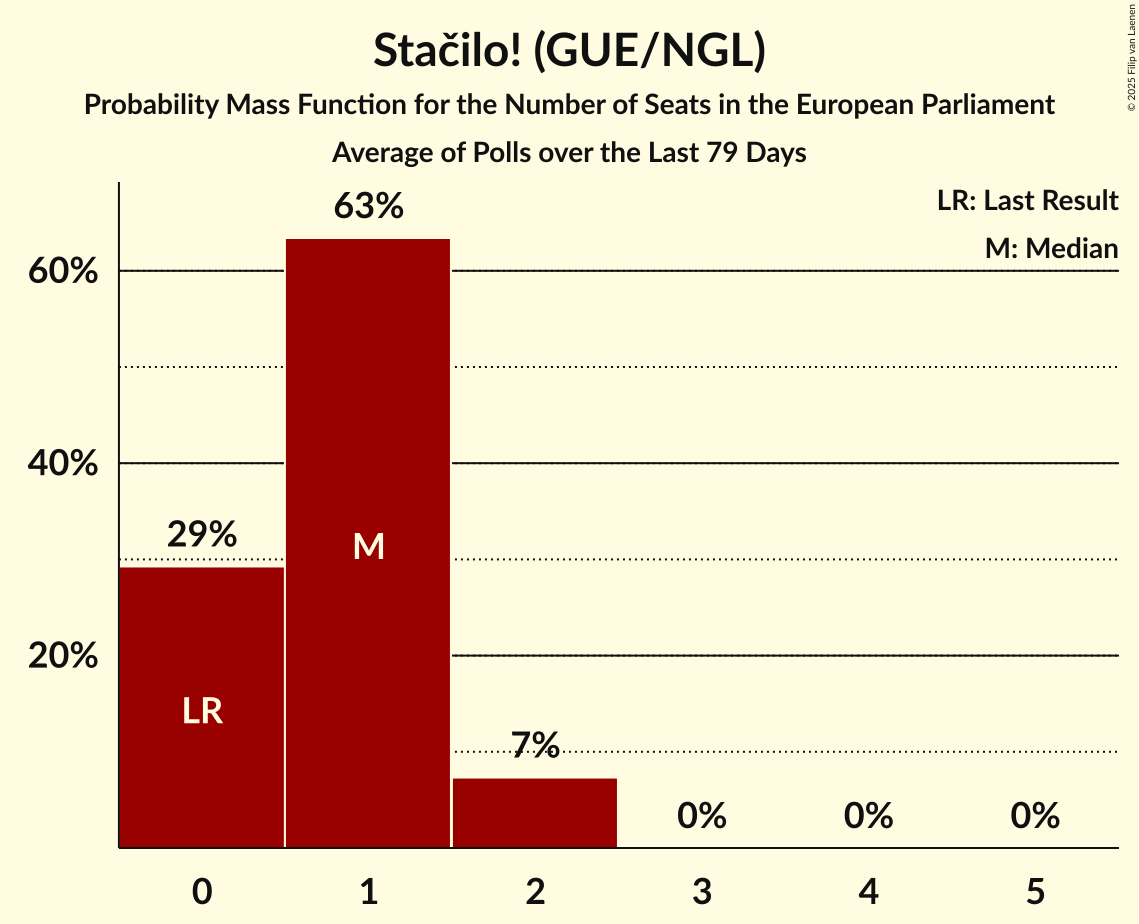 Stačilo! (GUE/NGL)
Probability Mass Function for the Number of Seats in the European Parliament
Average of Polls over the Last 79 Days
© 2025 Filip van Laenen
LR: Last Result
M: Median
63%
60%
40%
29%
M
20%
LR
7%
0% 0% 0%
0 1 2 3 4 5